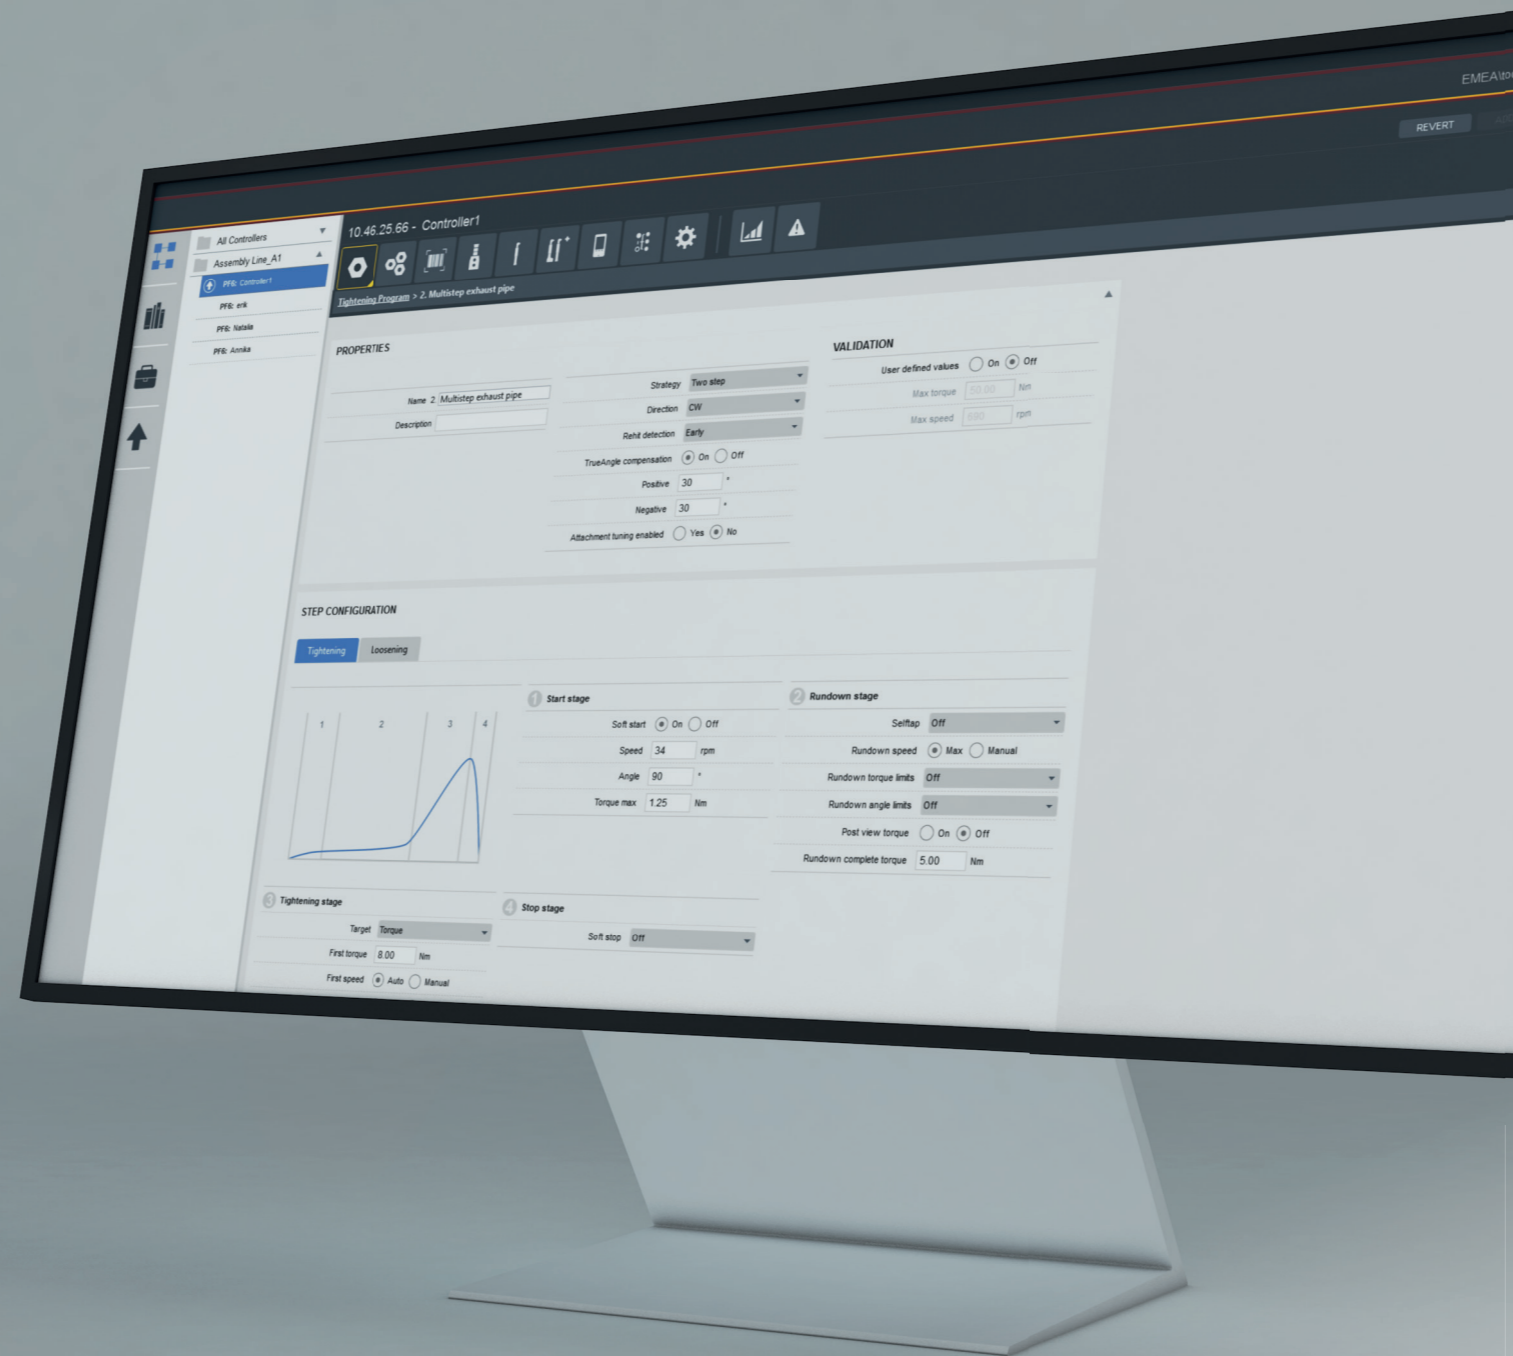 EMEA\to
REVERT
10.46.25.66 - Controller1
All Controllers
Assembly Line_A1
PF6: Controller1
PF6: erik
PF6: Natalia
PF6: Annika
Tightening Program > 2. Multistep exhaust pipe
PROPERTIES
Name 2 Multistep exhaust pipe
Description
Strategy Two step
Direction CW
Rehit detection Early
TrueAngle compensation On Off
Positive 30 °
Negative 30 °
Attachment tuning enabled Yes No
VALIDATION
User defined values On Off
Max torque 50.00 Nm
Max speed 890 rpm
STEP CONFIGURATION
Tightening Loosening
1 2 3 4
1 Start stage
Soft start On Off
Speed 34 rpm
Angle 90 °
Torque max 1.25 Nm
2 Rundown stage
Selftap Off
Rundown speed Max Manual
Rundown torque limits Off
Rundown angle limits Off
Post view torque On Off
Rundown complete torque 5.00 Nm
3 Tightening stage
Target Torque
First torque 8.00 Nm
First speed Auto Manual
4 Stop stage
Soft stop Off